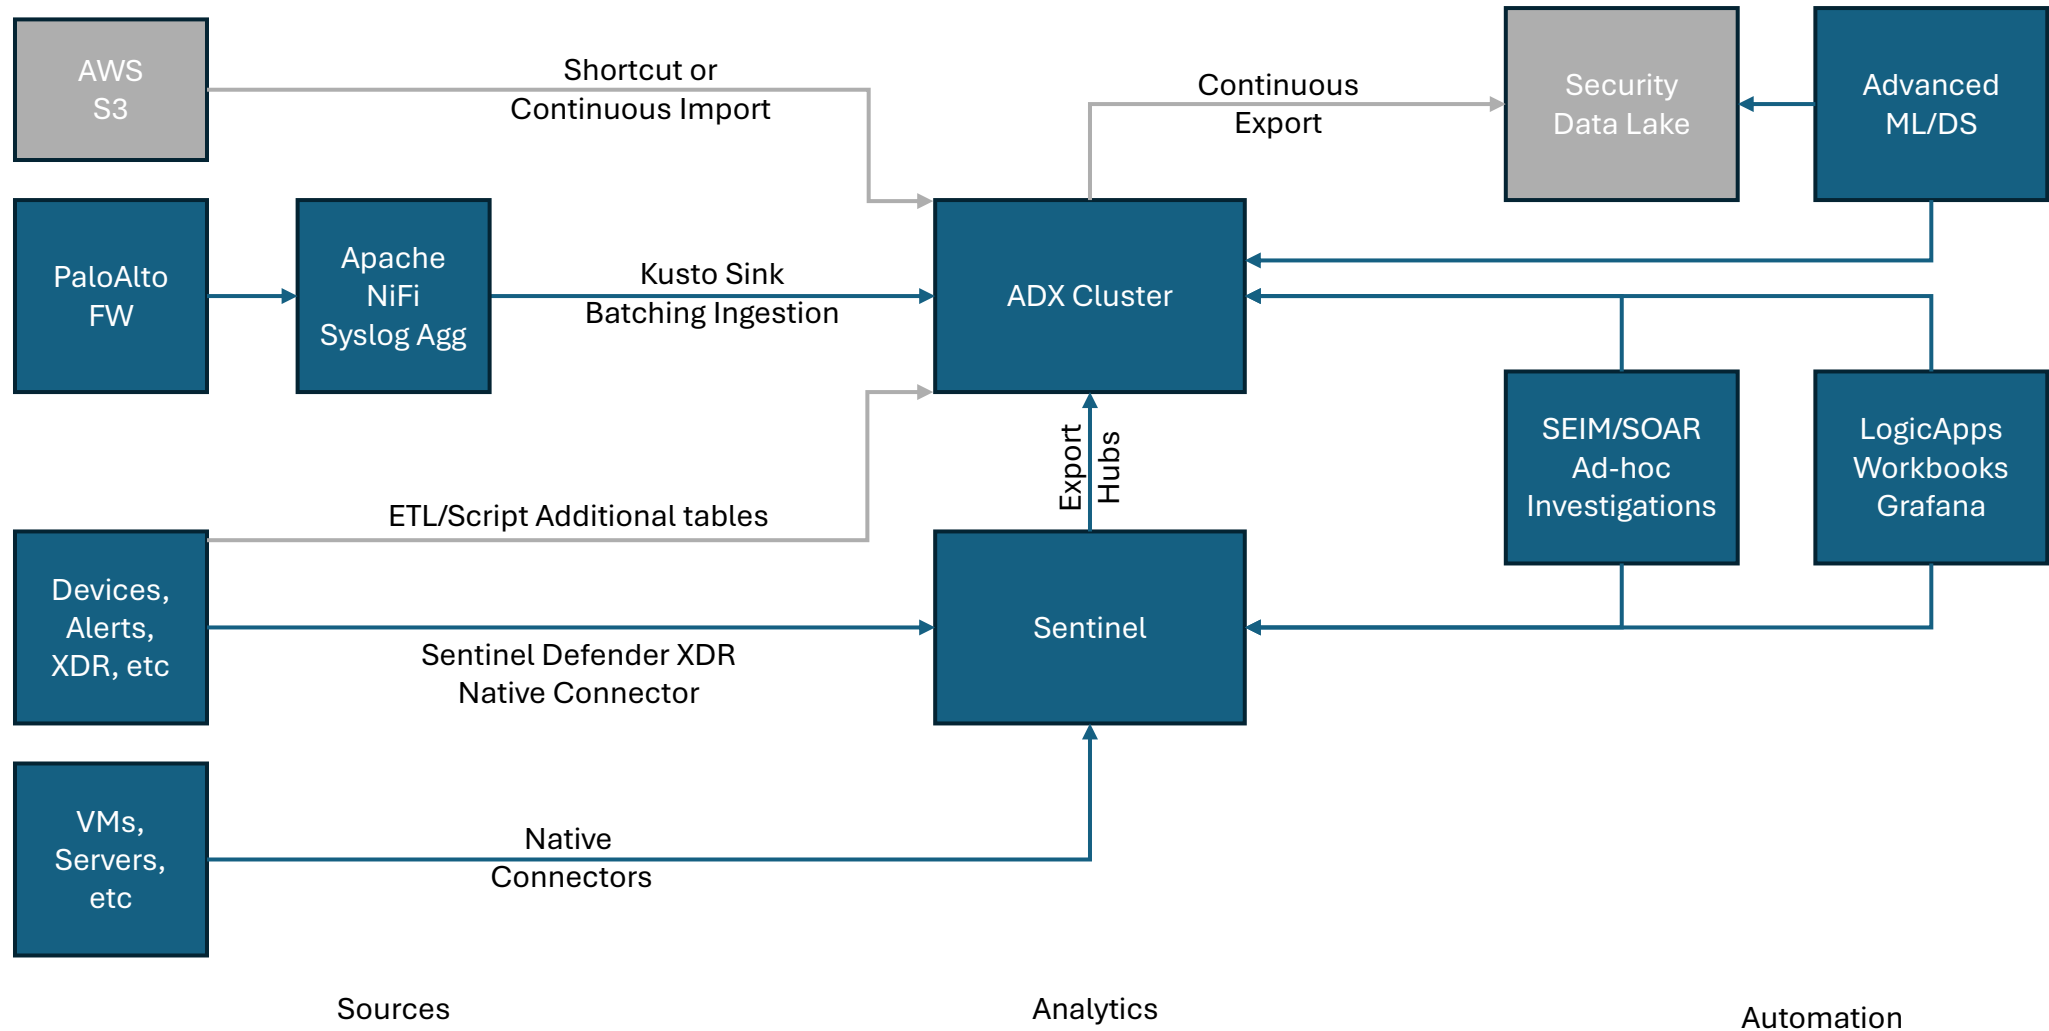 AWS
S3
Shortcut or
Continuous Import
Continuous
Export
Security
Data Lake
Advanced
ML/DS
PaloAlto
FW
Apache
NiFi
Syslog Agg
Kusto Sink
Batching Ingestion
ADX Cluster
Export
Hubs
SEIM/SOAR
Ad-hoc
Investigations
LogicApps
Workbooks
Grafana
ETL/Script Additional tables
Devices,
Alerts,
XDR, etc
Sentinel Defender XDR
Native Connector
Sentinel
VMs,
Servers,
etc
Native
Connectors
Sources
Analytics
Automation